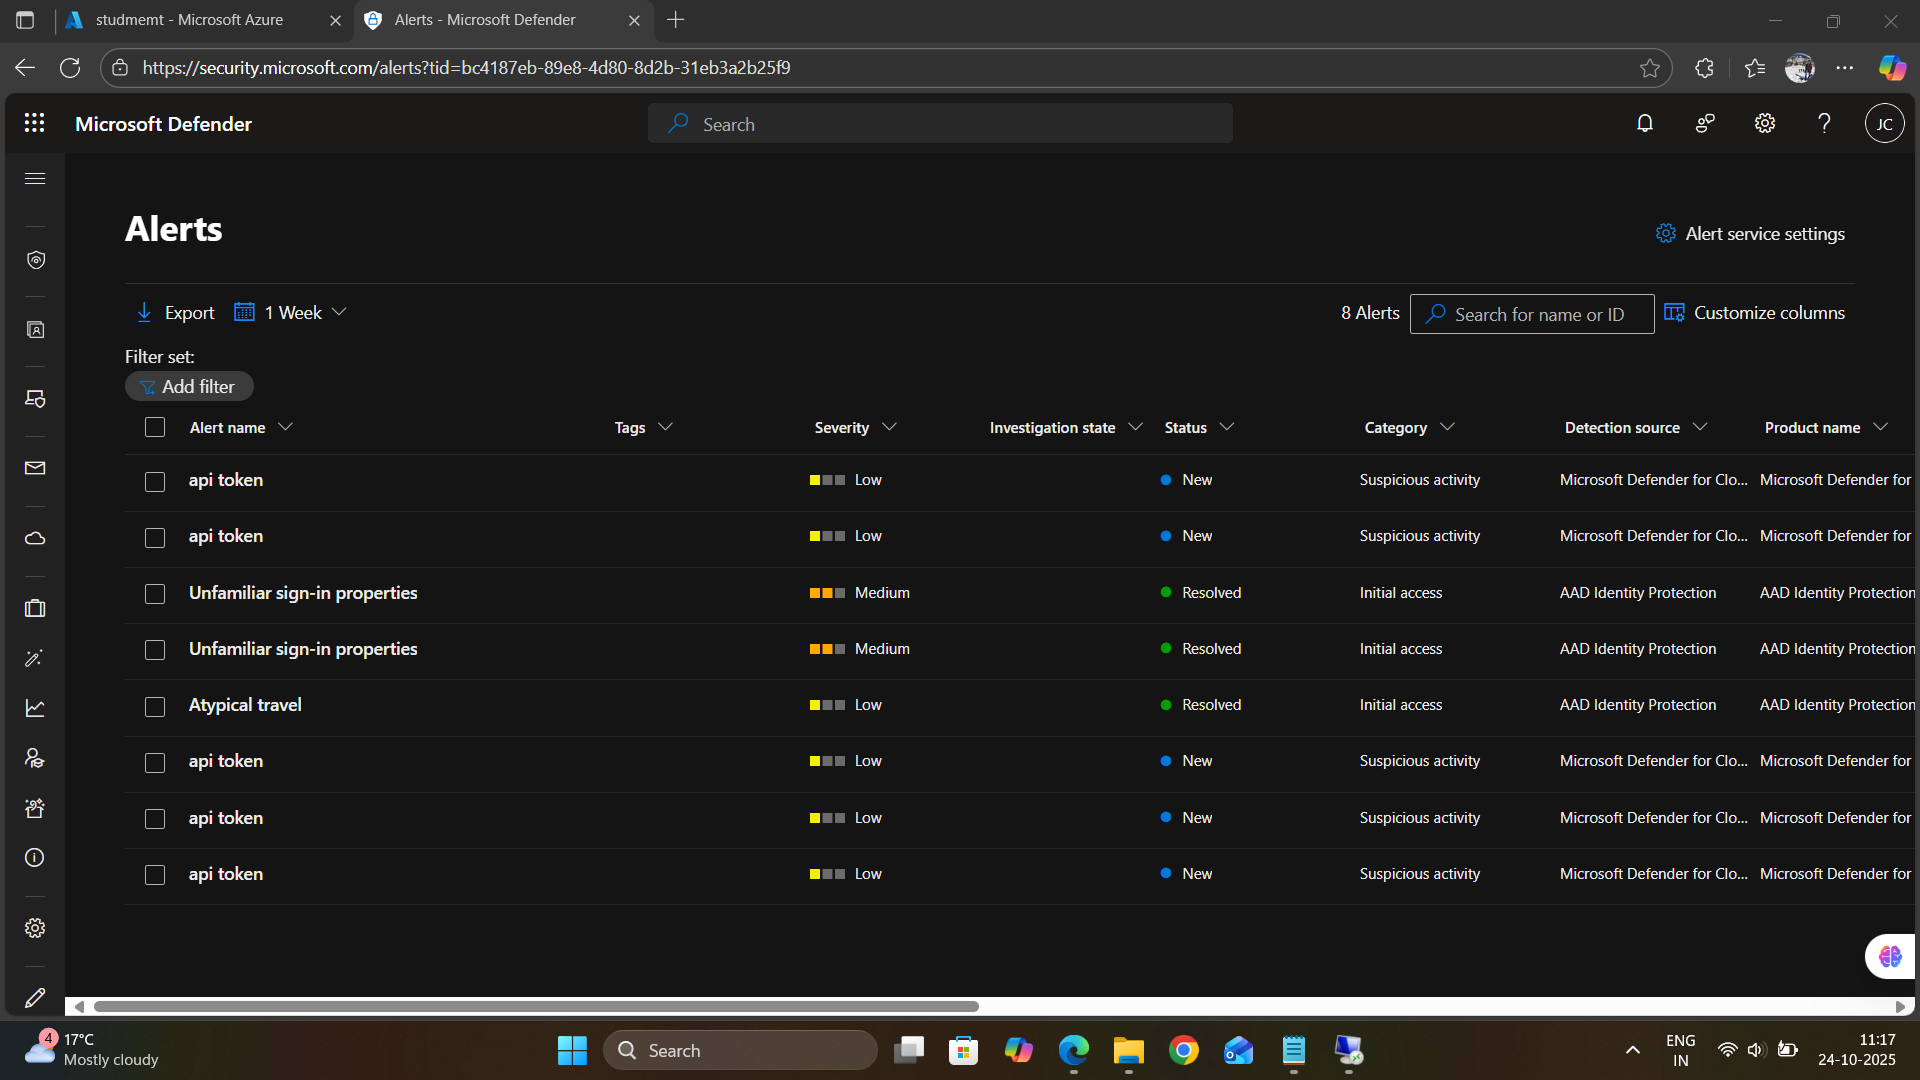 studmemt - Microsoft Azure
Alerts - Microsoft Defender
https://security.microsoft.com/alerts?tid=bc4187eb-89e8-4d80-8d2b-31eb3a2b25f9
Microsoft Defender
Search
JC
Alerts
Alert service settings
Export
1 Week
8 Alerts
Search for name or ID
Customize columns
Filter set:
Add filter
Alert name Tags Severity Investigation state Status Category Detection source Product name
api token Low New Suspicious activity Microsoft Defender for Clo... Microsoft Defender for
api token Low New Suspicious activity Microsoft Defender for Clo... Microsoft Defender for
Unfamiliar sign-in properties Medium Resolved Initial access AAD Identity Protection AAD Identity Protection
Unfamiliar sign-in properties Medium Resolved Initial access AAD Identity Protection AAD Identity Protection
Atypical travel Low Resolved Initial access AAD Identity Protection AAD Identity Protection
api token Low New Suspicious activity Microsoft Defender for Clo... Microsoft Defender for
api token Low New Suspicious activity Microsoft Defender for Clo... Microsoft Defender for
api token Low New Suspicious activity Microsoft Defender for Clo... Microsoft Defender for
4
17°C
Mostly cloudy
Search
ENG
IN
11:17
24-10-2025